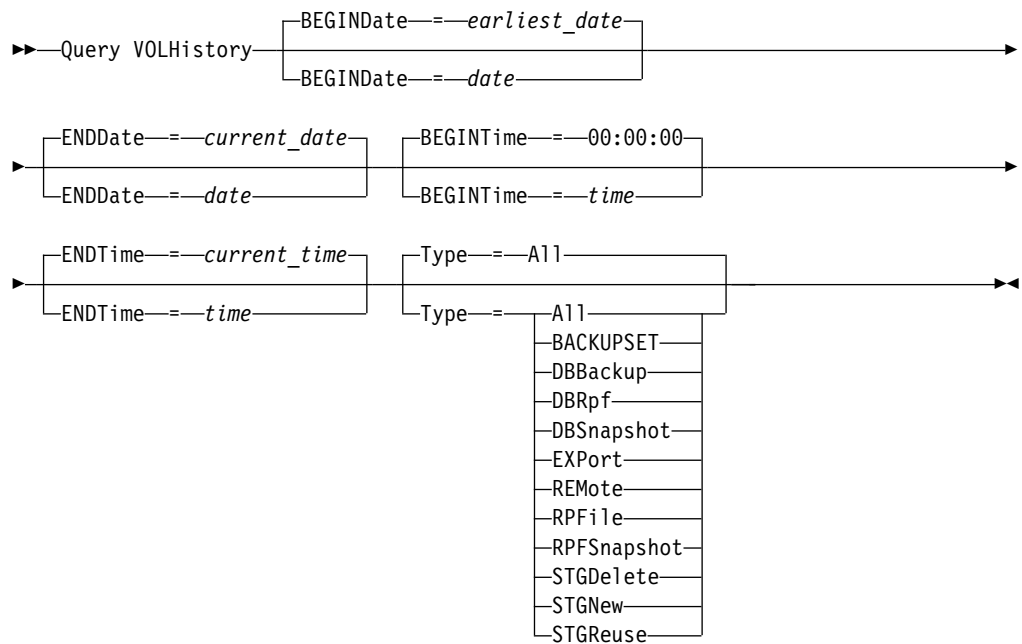 BEGINDate = earliest_date
Query VOLHistory
BEGINDate = date
ENDDate = current_date BEGINTime = 00:00:00
ENDDate = date BEGINTime = time
ENDTime = current_time Type = All
ENDTime = time Type = All
BACKUPSET
DBBackup
DBRpf
DBSnapshot
EXPort
REMote
RPFile
RPFSnapshot
STGDelete
STGNew
STGReuse